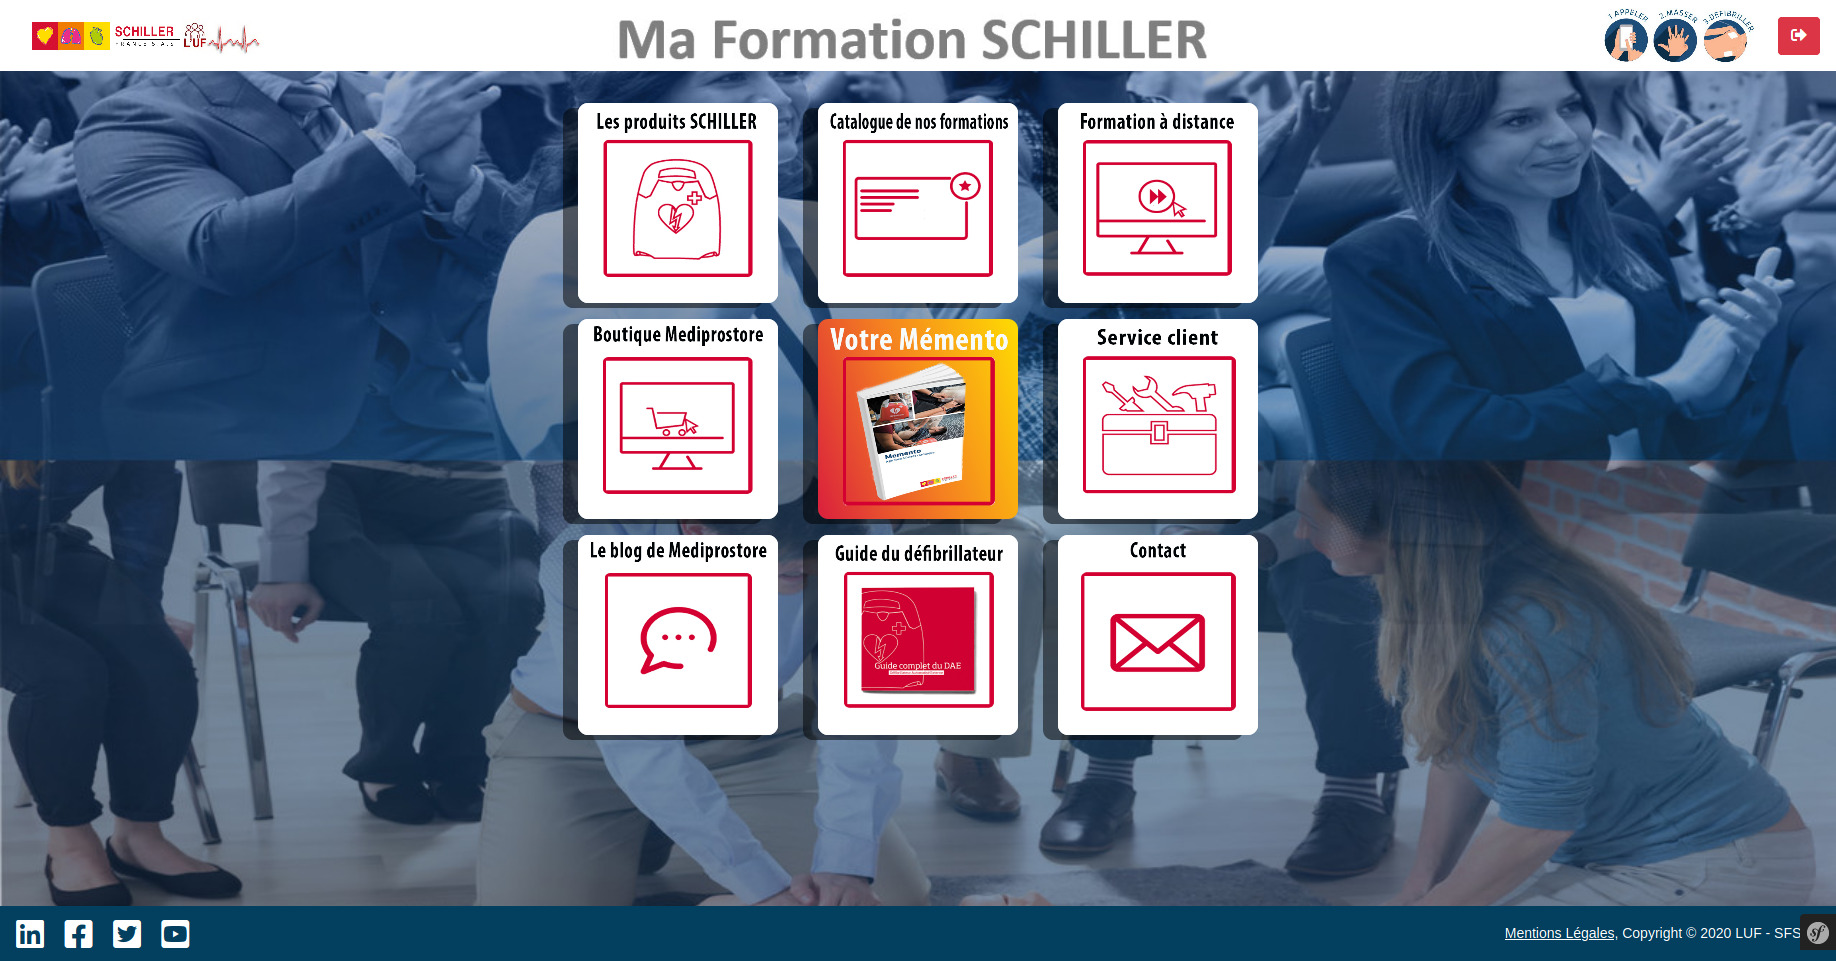 SCHILLER
FRANCE S.A.S
LUF
Ma Formation SCHILLER
1.APPELER
2.MASSER
3.DÉFIBRILLER
Les produits SCHILLER
Catalogue de nos formations
Formation à distance
Boutique Mediprostore
Votre Mémento
Memento
Service client
Le blog de Mediprostore
Guide du défibrillateur
Guide complet du DAE
Contact
Mentions Légales, Copyright © 2020 LUF - SFS
sf